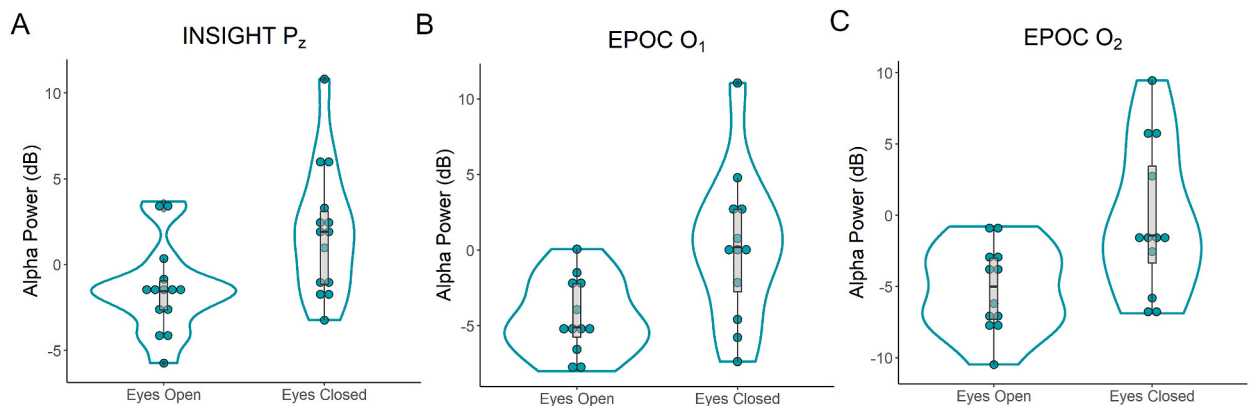 A
INSIGHT Pz
Alpha Power (dB)
10
5
0
−5
Eyes Open
Eyes Closed
B
EPOC O1
Alpha Power (dB)
10
5
0
−5
Eyes Open
Eyes Closed
C
EPOC O2
Alpha Power (dB)
10
5
0
-5
-10
Eyes Open
Eyes Closed